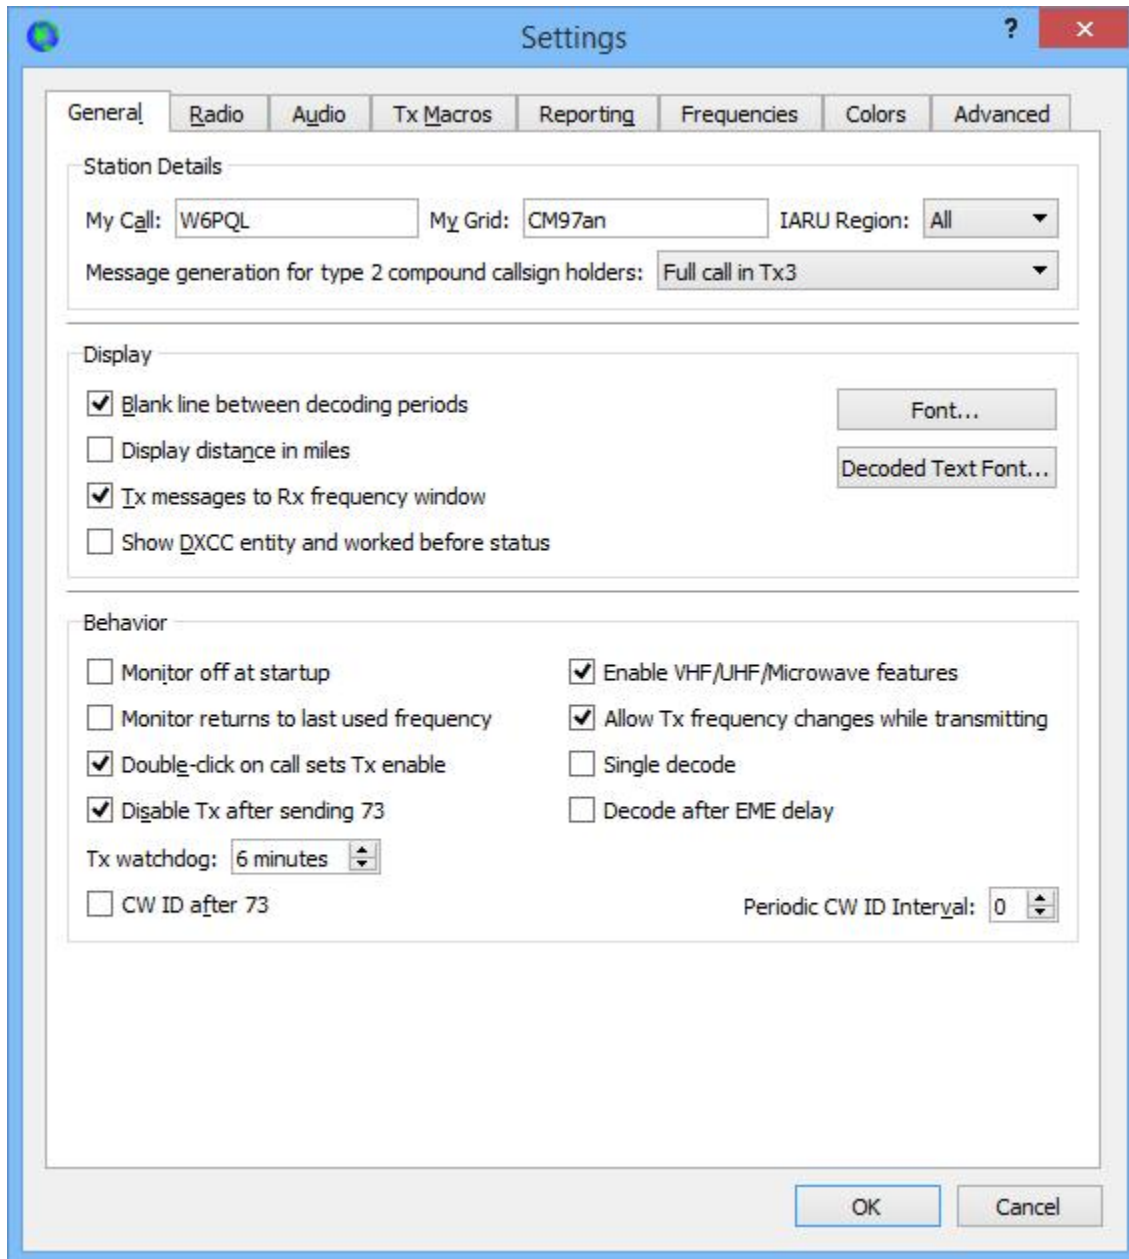 Settings
?
General Radio Audio Tx Macros Reporting Frequencies Colors Advanced
Station Details
My Call: W6PQL My Grid: CM97an IARU Region: All
Message generation for type 2 compound callsign holders: Full call in Tx3
Display
Blank line between decoding periods
Font...
Display distance in miles
Decoded Text Font...
Tx messages to Rx frequency window
Show DXCC entity and worked before status
Behavior
Monitor off at startup Enable VHF/UHF/Microwave features
Monitor returns to last used frequency Allow Tx frequency changes while transmitting
Double-click on call sets Tx enable Single decode
Disable Tx after sending 73 Decode after EME delay
Tx watchdog: 6 minutes
CW ID after 73 Periodic CW ID Interval: 0
OK Cancel